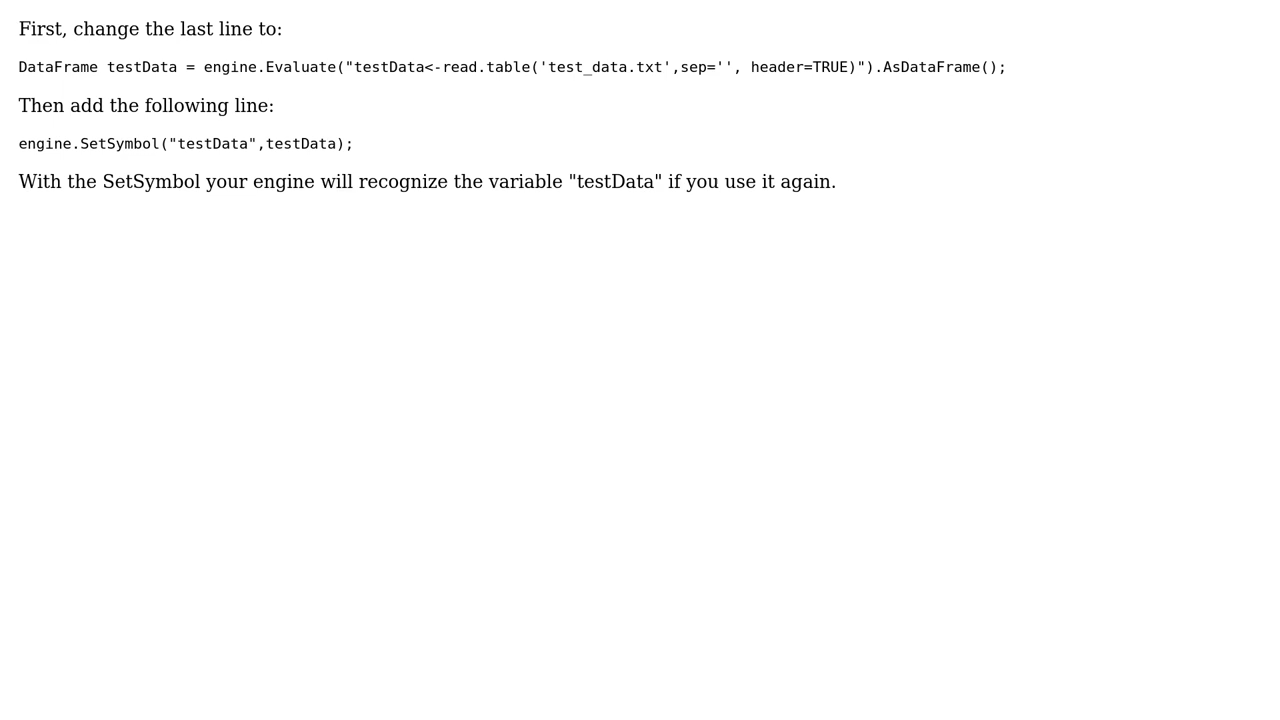 First, change the last line to:
DataFrame testData = engine.Evaluate("testData<-read.table('test_data.txt',sep='', header=TRUE)").AsDataFrame();
Then add the following line:
engine.SetSymbol("testData",testData);
With the SetSymbol your engine will recognize the variable "testData" if you use it again.